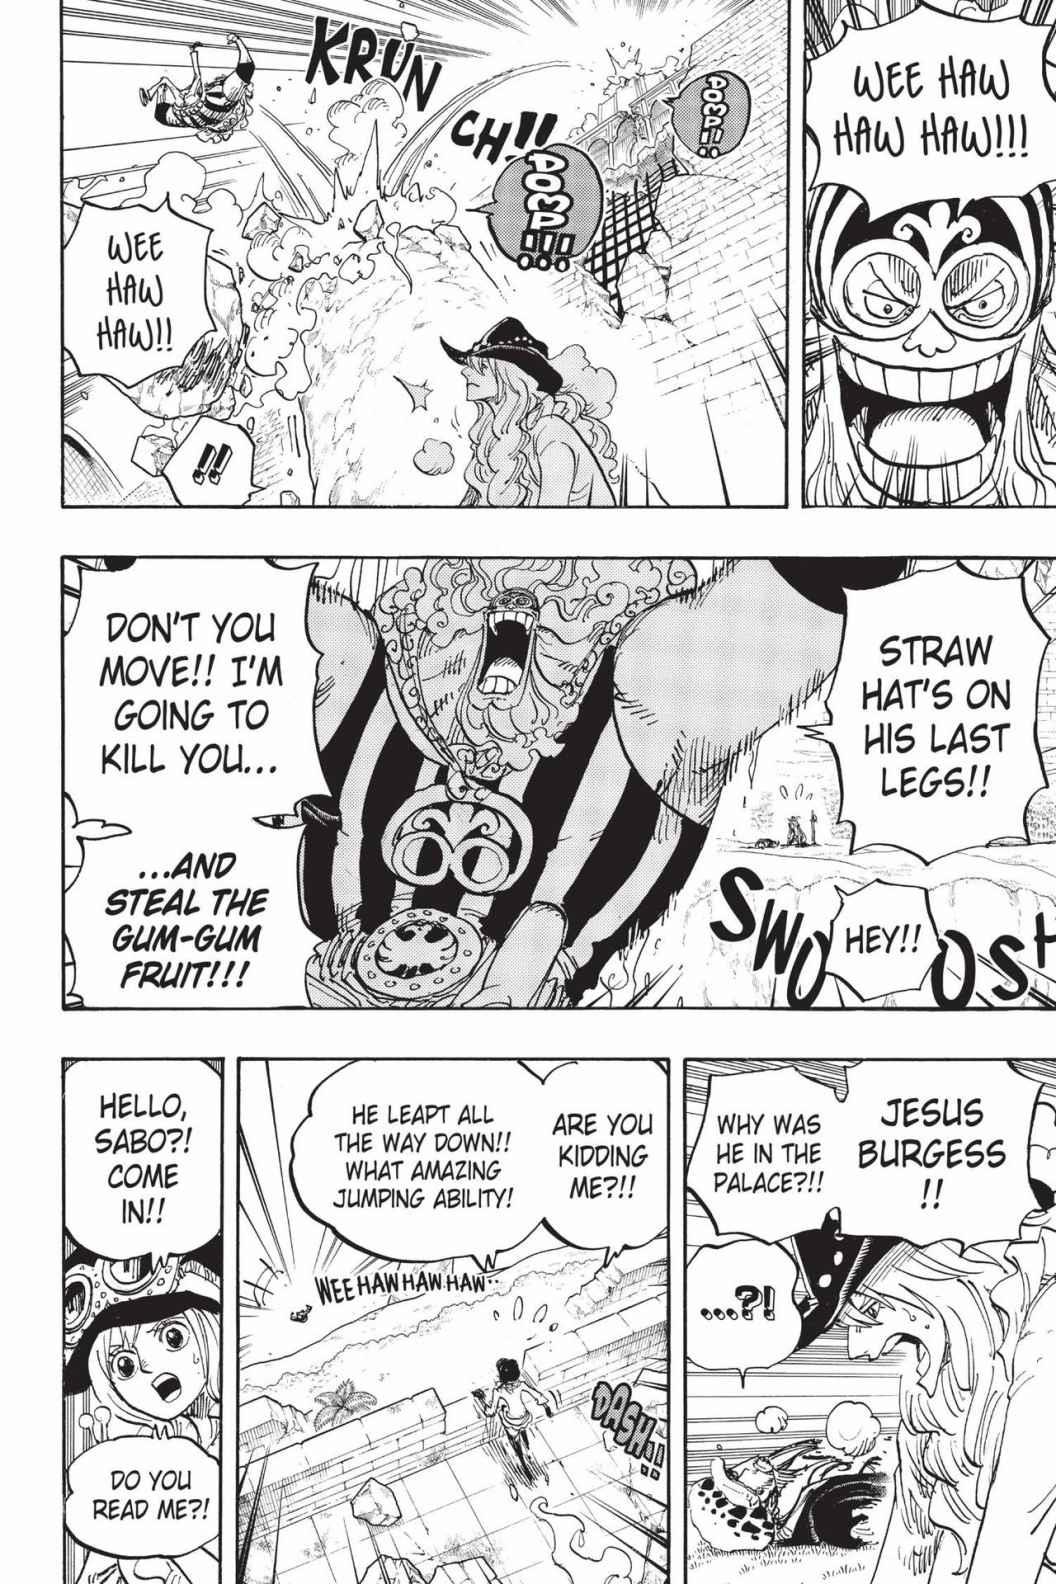 WEE HAW
HAW HAW!!!
DOMP!!
DOMP!!!
KRUN
CH!!
WEE
HAW
HAW!!
!!
STRAW
HAT'S ON
HIS LAST
LEGS!!
HEY!!
SWOOSH
DON'T YOU
MOVE!! I'M
GOING TO
KILL YOU...
...AND
STEAL THE
GUM-GUM
FRUIT!!!
JESUS
BURGESS
!!
WHY WAS
HE IN THE
PALACE?!!
...?!
ARE YOU
KIDDING
ME?!!
HE LEAPT ALL
THE WAY DOWN!!
WHAT AMAZING
JUMPING ABILITY!
WEE HAW HAW HAW...
DASH!!
HELLO,
SABO?!
COME
IN!!
DO YOU
READ ME?!